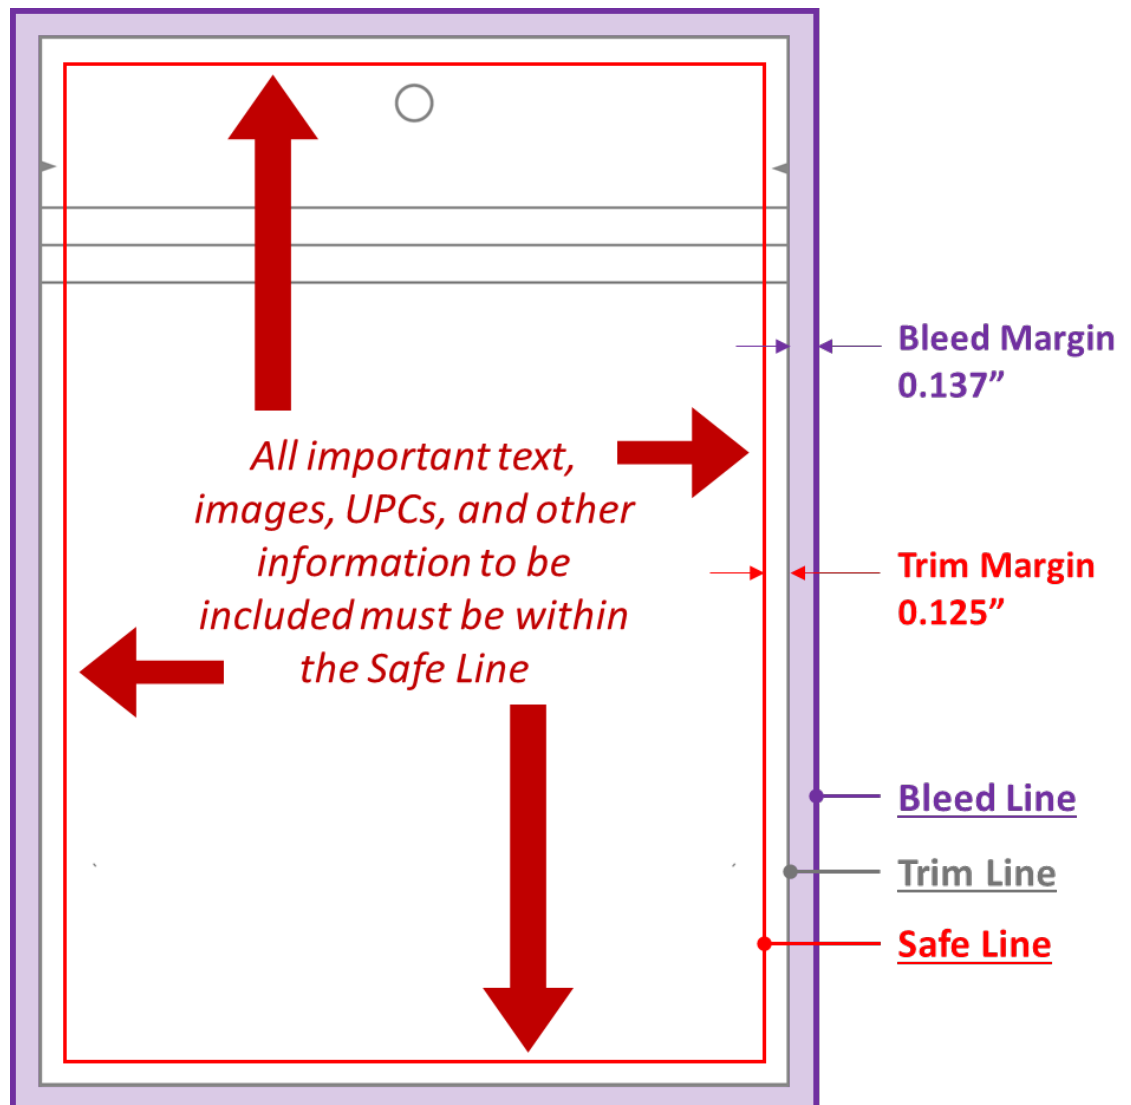 Bleed Margin
0.137”
All important text,
images, UPCs, and other
information to be
included must be within
the Safe Line
Trim Margin
0.125”
Bleed Line
Trim Line
Safe Line